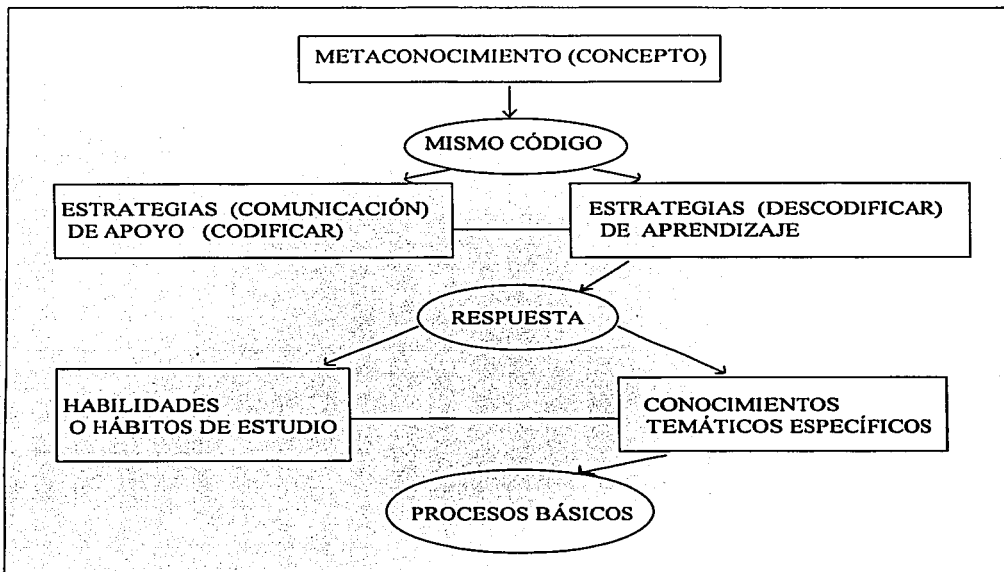 METACONOCIMIENTO (CONCEPTO)
MISMO CÓDIGO
ESTRATEGIAS (COMUNICACIÓN)
DE APOYO (CODIFICAR)
ESTRATEGIAS (DESCODIFICAR)
DE APRENDIZAJE
RESPUESTA
HABILIDADES
O HÁBITOS DE ESTUDIO
CONOCIMIENTOS
TEMÁTICOS ESPECÍFICOS
PROCESOS BÁSICOS